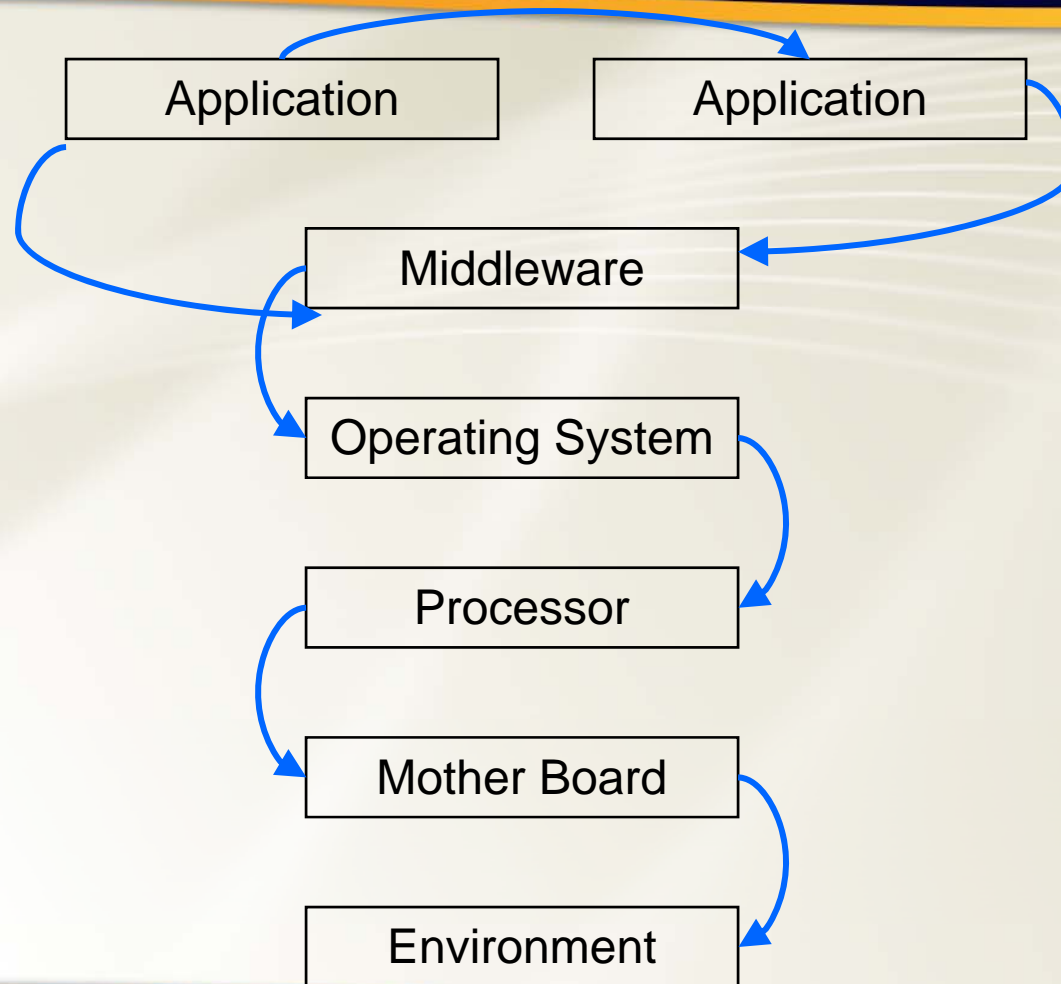 Application
Application
Middleware
Operating System
Processor
Mother Board
Environment